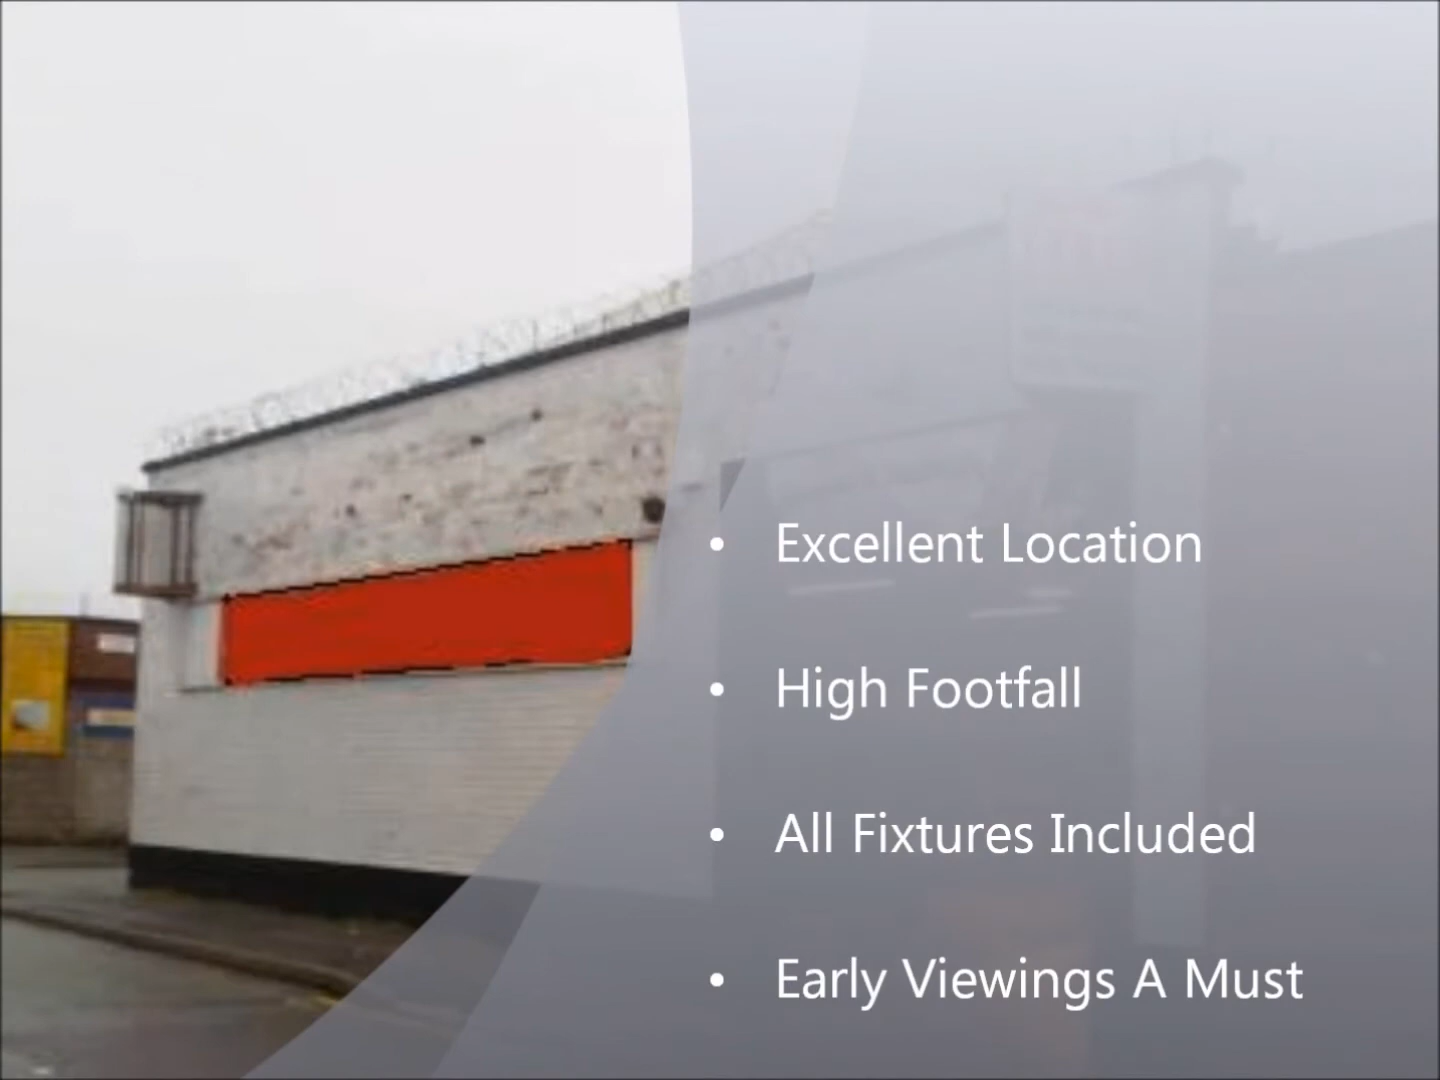 • Excellent Location
• High Footfall
• All Fixtures Included
• Early Viewings A Must